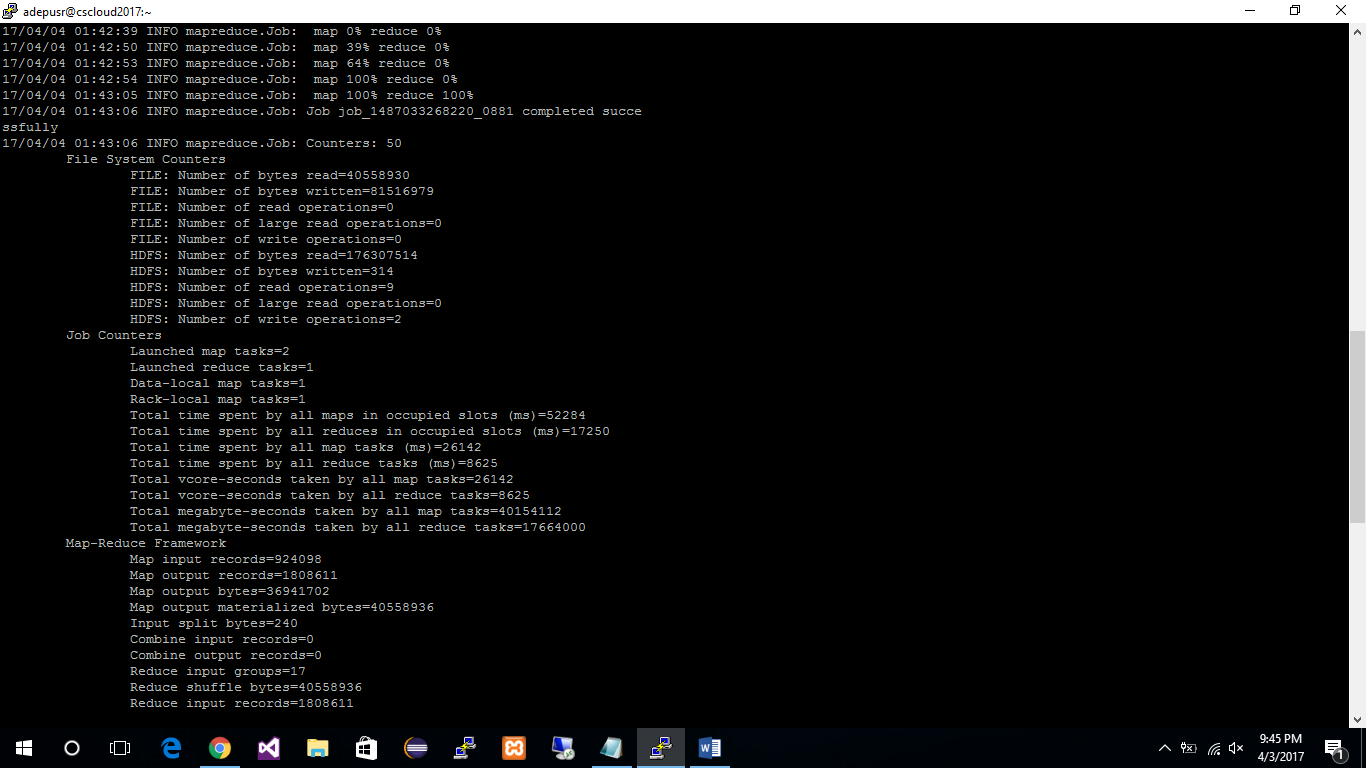 adepusr@cscloud2017:~
17/04/04 01:42:39 INFO mapreduce.Job:  map 0% reduce 0%
17/04/04 01:42:50 INFO mapreduce.Job:  map 39% reduce 0%
17/04/04 01:42:53 INFO mapreduce.Job:  map 64% reduce 0%
17/04/04 01:42:54 INFO mapreduce.Job:  map 100% reduce 0%
17/04/04 01:43:05 INFO mapreduce.Job:  map 100% reduce 100%
17/04/04 01:43:06 INFO mapreduce.Job: Job job_1487033268220_0881 completed succe
ssfully
17/04/04 01:43:06 INFO mapreduce.Job: Counters: 50
File System Counters
FILE: Number of bytes read=40558930
FILE: Number of bytes written=81516979
FILE: Number of read operations=0
FILE: Number of large read operations=0
FILE: Number of write operations=0
HDFS: Number of bytes read=176307514
HDFS: Number of bytes written=314
HDFS: Number of read operations=9
HDFS: Number of large read operations=0
HDFS: Number of write operations=2
Job Counters
Launched map tasks=2
Launched reduce tasks=1
Data-local map tasks=1
Rack-local map tasks=1
Total time spent by all maps in occupied slots (ms)=52284
Total time spent by all reduces in occupied slots (ms)=17250
Total time spent by all map tasks (ms)=26142
Total time spent by all reduce tasks (ms)=8625
Total vcore-seconds taken by all map tasks=26142
Total vcore-seconds taken by all reduce tasks=8625
Total megabyte-seconds taken by all map tasks=40154112
Total megabyte-seconds taken by all reduce tasks=17664000
Map-Reduce Framework
Map input records=924098
Map output records=1808611
Map output bytes=36941702
Map output materialized bytes=40558936
Input split bytes=240
Combine input records=0
Combine output records=0
Reduce input groups=17
Reduce shuffle bytes=40558936
Reduce input records=1808611
9:45 PM
4/3/2017
1